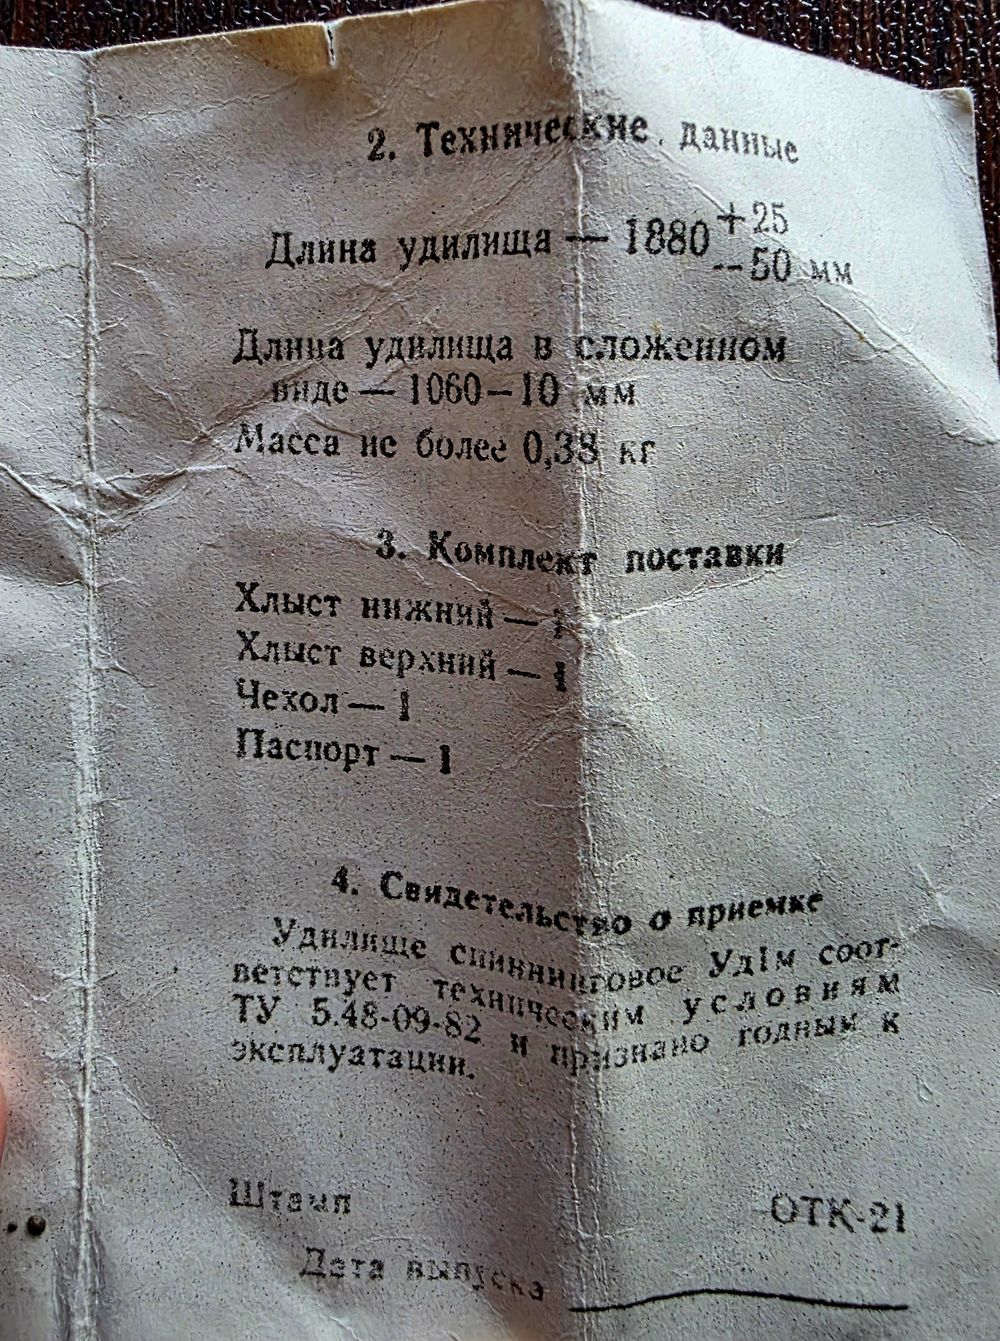 2. Технические данные
Длина удилища — 1880 +25
--50 мм
Длина удилища в сложенном
виде — 1060—10 мм
Масса не более 0,38 кг
3. Комплект поставки
Хлыст нижний — 1
Хлыст верхний — 1
Чехол — 1
Паспорт — 1
4. Свидетельство о приемке
Удилище спиннинговое Уд1м соот-
ветствует техническим условиям
ТУ 5.48-09-82 и признано годным к
эксплуатации.
Штамп ОТК-21
Дата выпуска